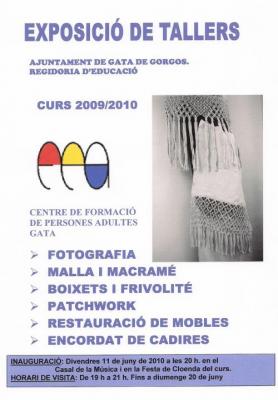 EXPOSICIÓ DE TALLERS
AJUNTAMENT DE GATA DE GORGOS.
REGIDORIA D'EDUCACIÓ
CURS 2009/2010
CENTRE DE FORMACIÓ
DE PERSONES ADULTES
GATA
FOTOGRAFIA
MALLA I MACRAMÉ
BOIXETS I FRIVOLITÉ
PATCHWORK
RESTAURACIÓ DE MOBLES
ENCORDAT DE CADIRES
INAUGURACIÓ: Divendres 11 de juny de 2010 a les 20 h. en el
Casal de la Música i en la Festa de Cloenda del curs.
HORARI DE VISITA: De 19 h a 21 h. Fins a diumenge 20 de juny